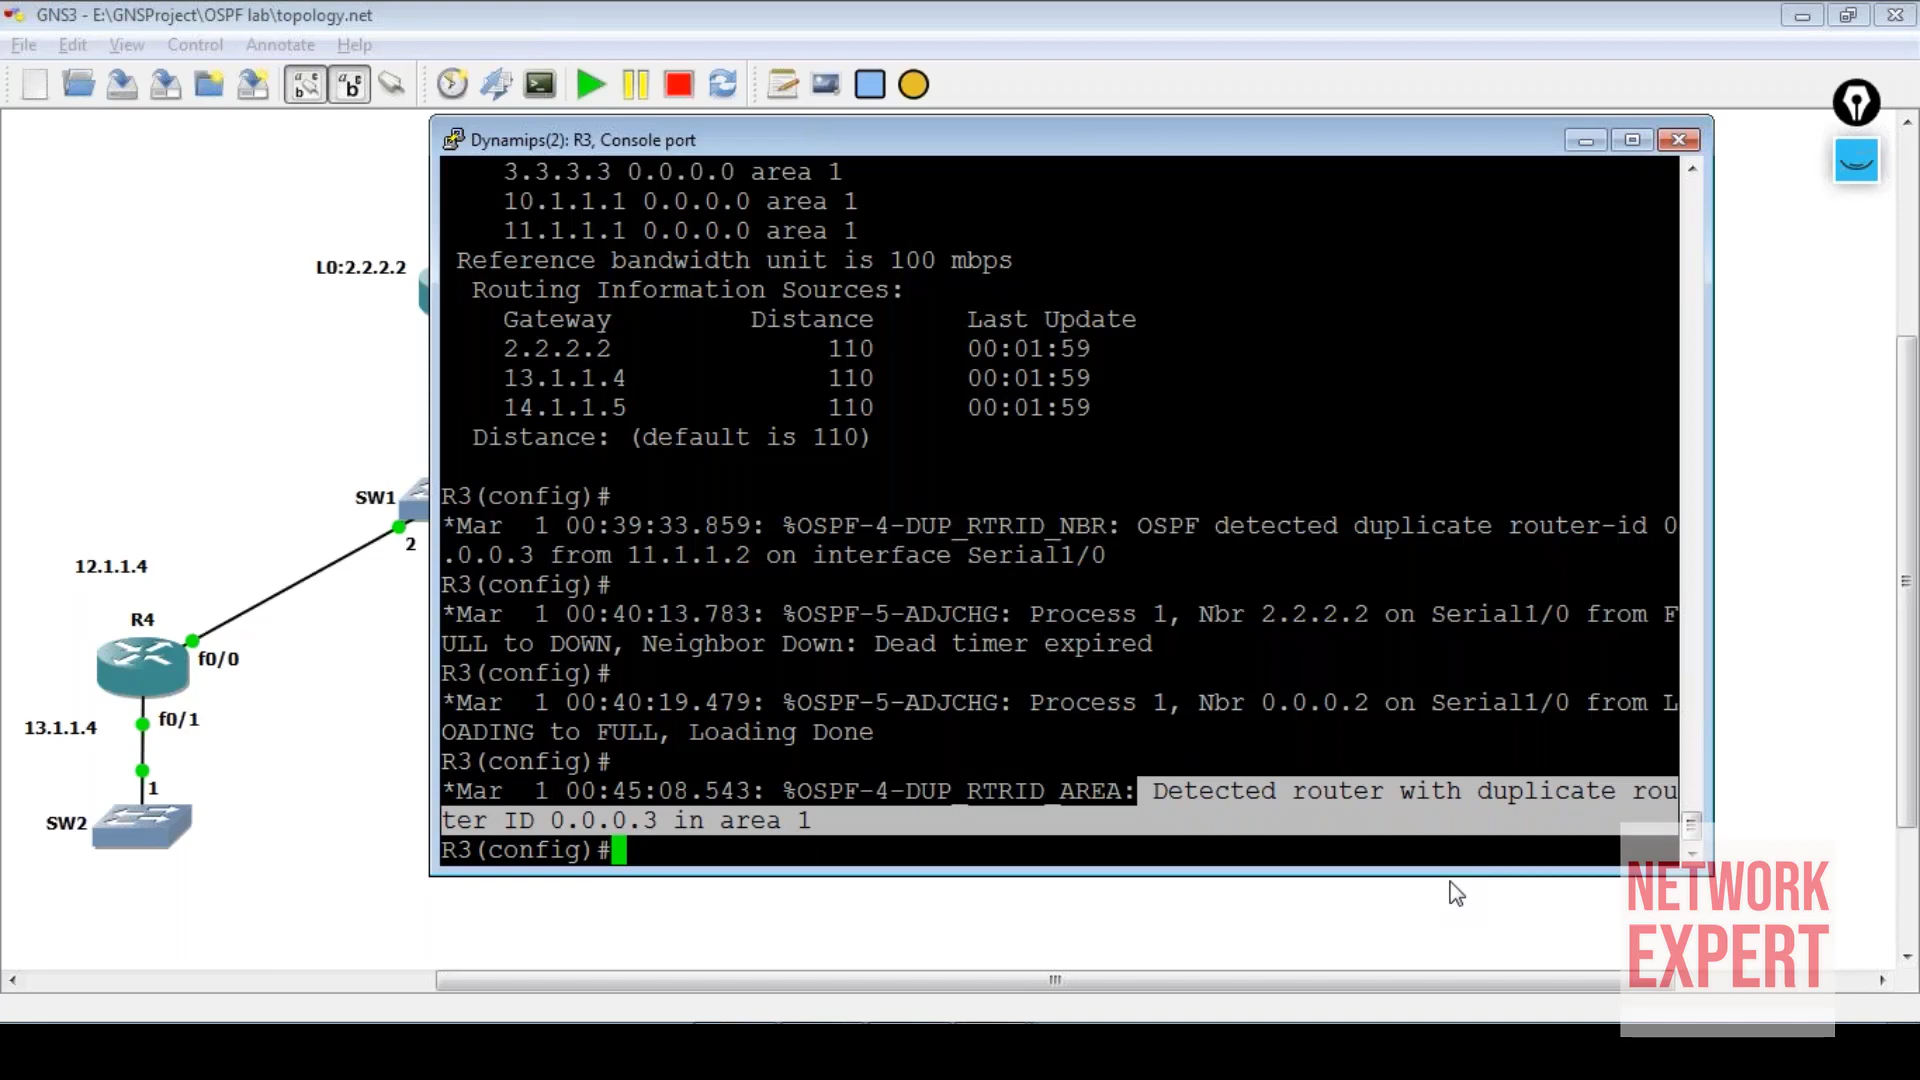 GNS3 - E:\GNSProject\OSPF lab\topology.net
File Edit View Control Annotate Help
Dynamips(2): R3, Console port
3.3.3.3 0.0.0.0 area 1
10.1.1.1 0.0.0.0 area 1
11.1.1.1 0.0.0.0 area 1
Reference bandwidth unit is 100 mbps
Routing Information Sources:
Gateway Distance Last Update
2.2.2.2 110 00:01:59
13.1.1.4 110 00:01:59
14.1.1.5 110 00:01:59
Distance: (default is 110)
R3(config)#
*Mar  1 00:39:33.859: %OSPF-4-DUP_RTRID_NBR: OSPF detected duplicate router-id 0
.0.0.3 from 11.1.1.2 on interface Serial1/0
R3(config)#
*Mar  1 00:40:13.783: %OSPF-5-ADJCHG: Process 1, Nbr 2.2.2.2 on Serial1/0 from F
ULL to DOWN, Neighbor Down: Dead timer expired
R3(config)#
*Mar  1 00:40:19.479: %OSPF-5-ADJCHG: Process 1, Nbr 0.0.0.2 on Serial1/0 from L
OADING to FULL, Loading Done
R3(config)#
*Mar  1 00:45:08.543: %OSPF-4-DUP_RTRID_AREA: Detected router with duplicate rou
ter ID 0.0.0.3 in area 1
R3(config)#
L0:2.2.2.2
SW1
2
12.1.1.4
R4
f0/0
13.1.1.4
f0/1
1
SW2
NETWORK
EXPERT